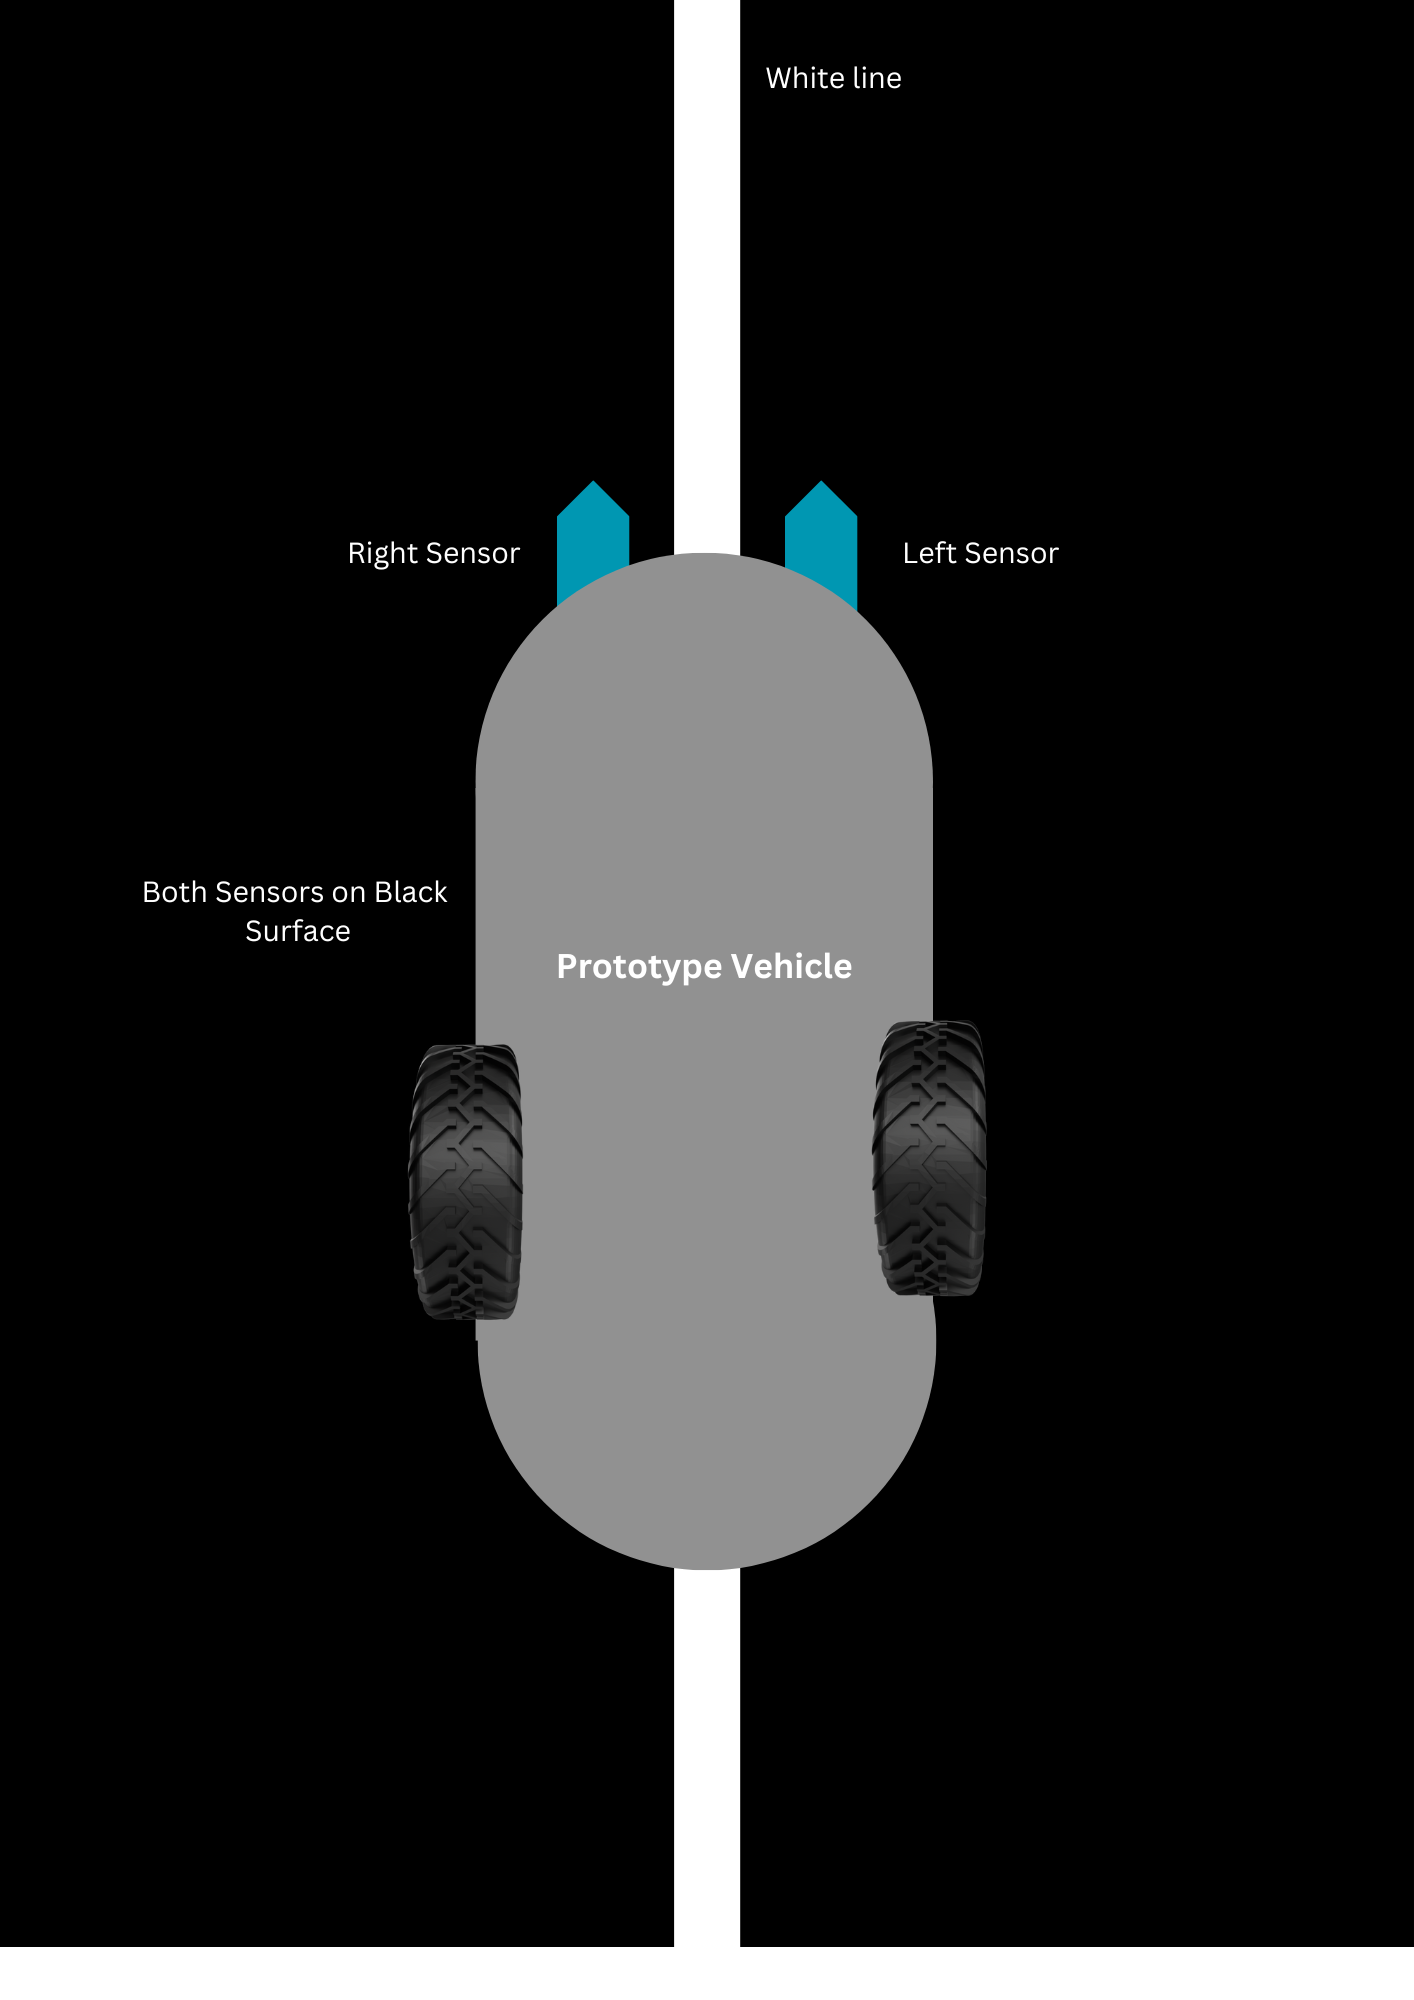 White line
Right Sensor
Left Sensor
Both Sensors on Black
Surface
Prototype Vehicle